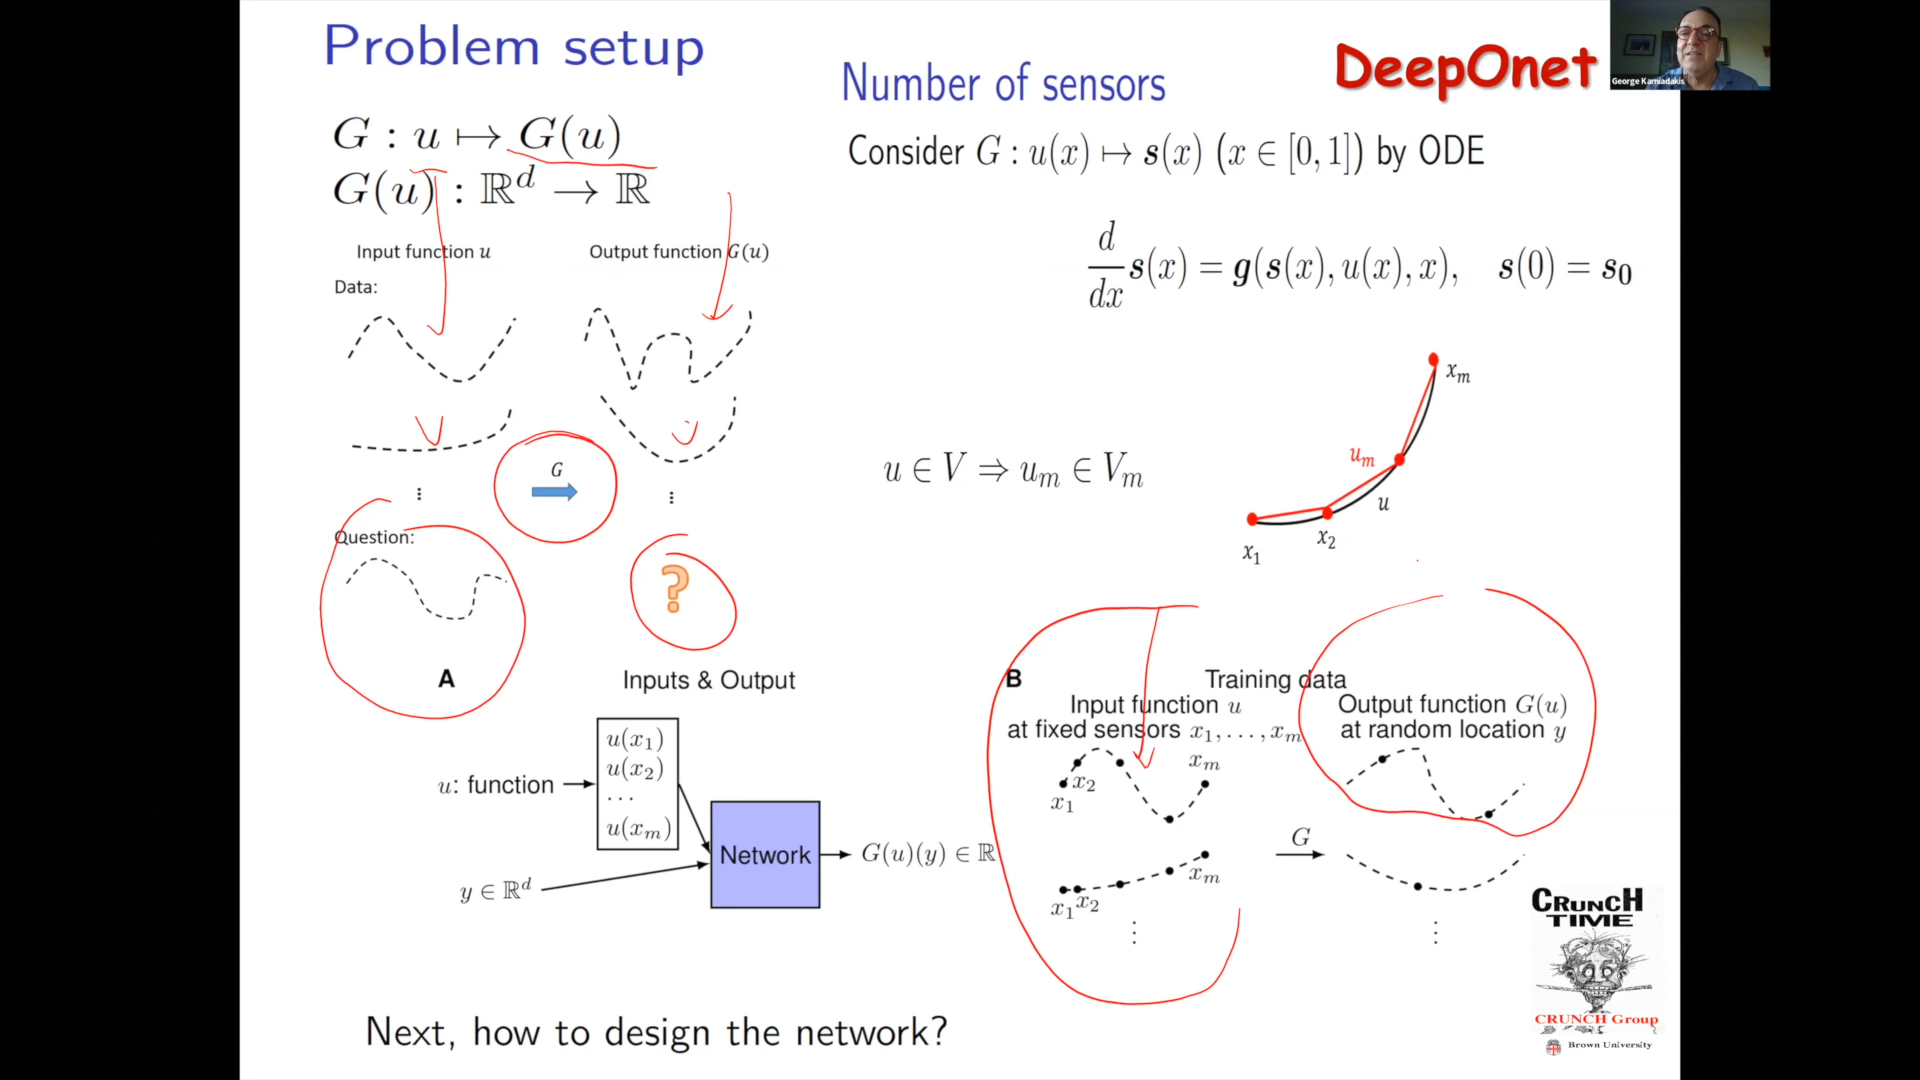 Problem setup
G : u ↦ G(u)
G(u) : ℝᵈ → ℝ
Input function u
Output function G(u)
Data:
G
⋮
⋮
Question:
?
Number of sensors
DeepOnet
George Karniadakis
Consider G : u(x) ↦ s(x) (x ∈ [0, 1]) by ODE
d/dx s(x) = g(s(x), u(x), x), s(0) = s₀
u ∈ V ⇒ uₘ ∈ Vₘ
xₘ
uₘ
u
x₂
x₁
A
Inputs & Output
u: function
u(x₁)
u(x₂)
...
u(xₘ)
Network
G(u)(y) ∈ ℝ
y ∈ ℝᵈ
B
Training data
Input function u
at fixed sensors x₁, . . . , xₘ
Output function G(u)
at random location y
xₘ
x₂
x₁
G
xₘ
x₁ x₂
⋮
⋮
CRUNCH
TIME
CRUNCH Group
Brown University
Next, how to design the network?